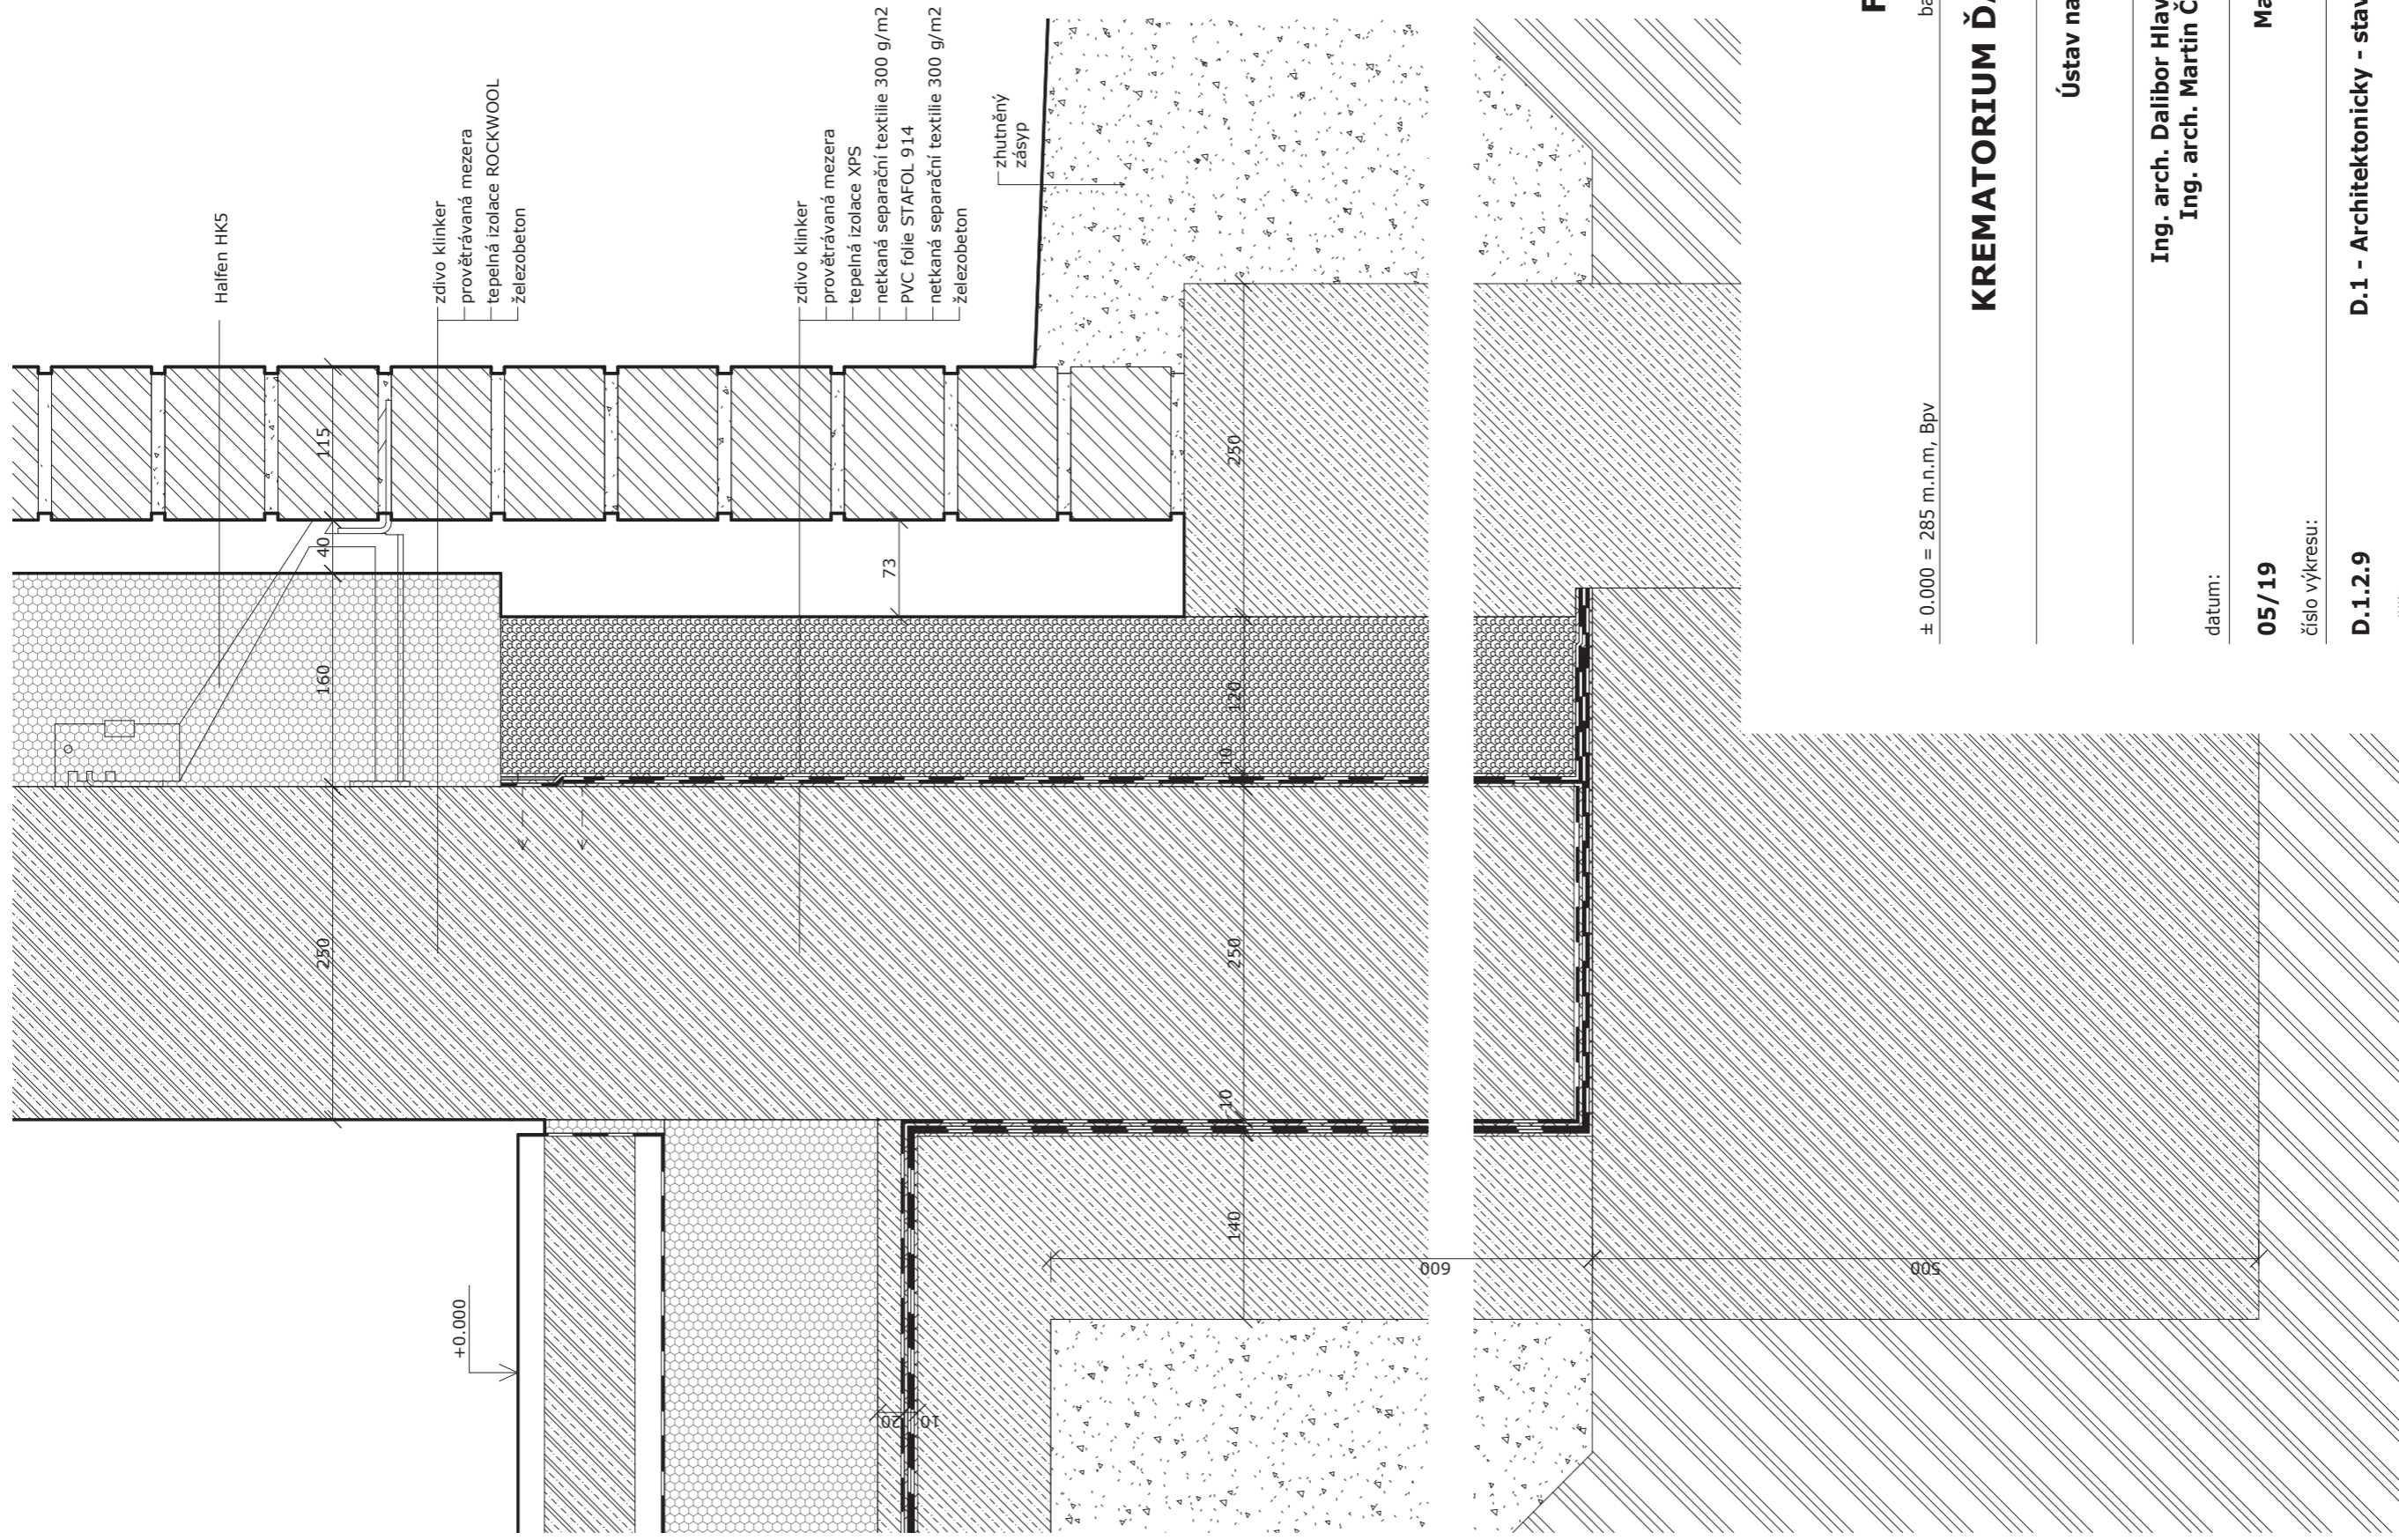 Halfen HK5
zdivo klinker
provětrávaná mezera
tepelná izolace ROCKWOOL
železobeton
zdivo klinker
provětrávaná mezera
tepelná izolace XPS
netkaná separační textilie 300 g/m2
PVC folie STAFOL 914
netkaná separační textilie 300 g/m2
železobeton
zhutněný
zásyp
250
160
40
115
73
140
10
250
10
120
250
+0.000
20
10
600
500
± 0.000 = 285 m.n.m, Bpv
KREMATORIUM
Ústav na
Ing. arch. Dalibor
Ing. arch. Martin
datum:
05/19
číslo výkresu:
D.1.2.9
D.1 - Architektonicky -